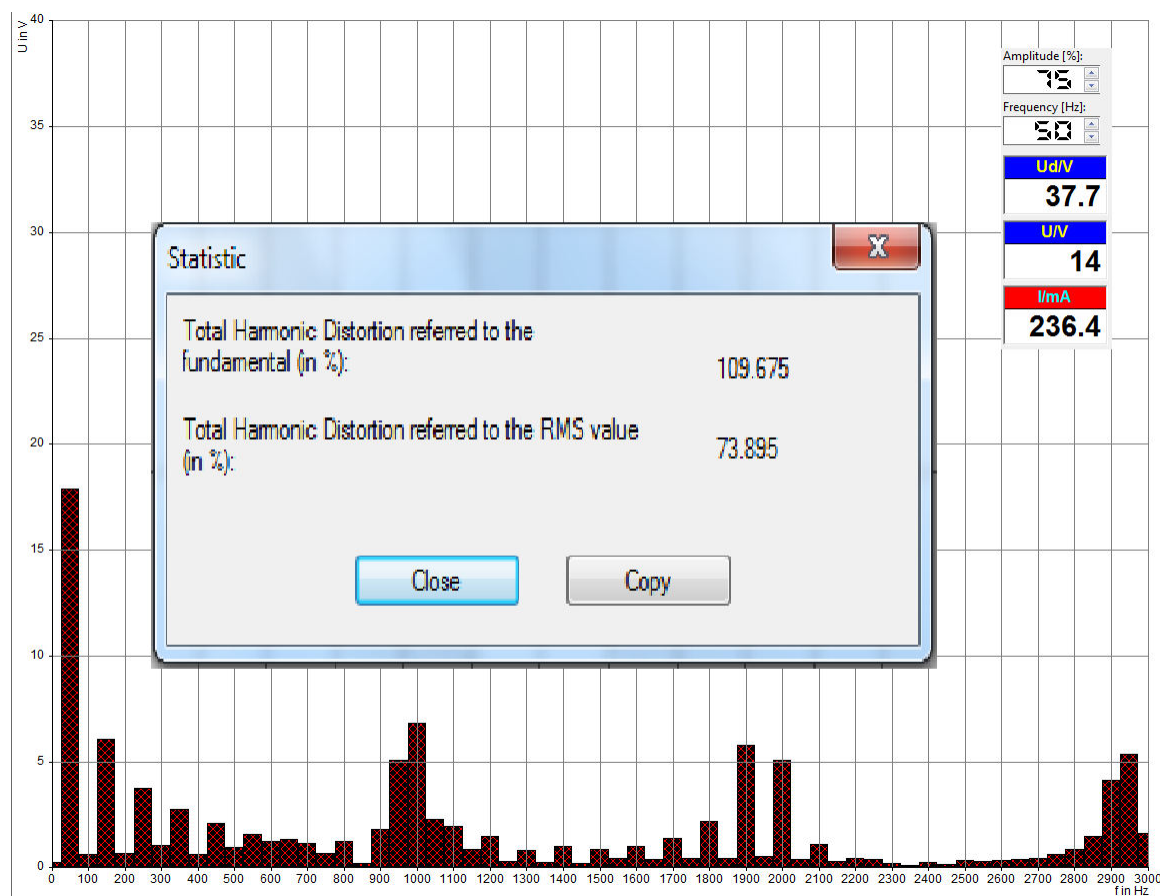 U in V
40
35
30
25
20
15
10
5
0
Amplitude [%]:
75
Frequency [Hz]:
50
Ud/V
37.7
U/V
14
I/mA
236.4
Statistic
X
Total Harmonic Distortion referred to the
fundamental (in %):
109.675
Total Harmonic Distortion referred to the RMS value
(in %):
73.895
Close
Copy
0 100 200 300 400 500 600 700 800 900 1000 1100 1200 1300 1400 1500 1600 1700 1800 1900 2000 2100 2200 2300 2400 2500 2600 2700 2800 2900 3000
f in Hz